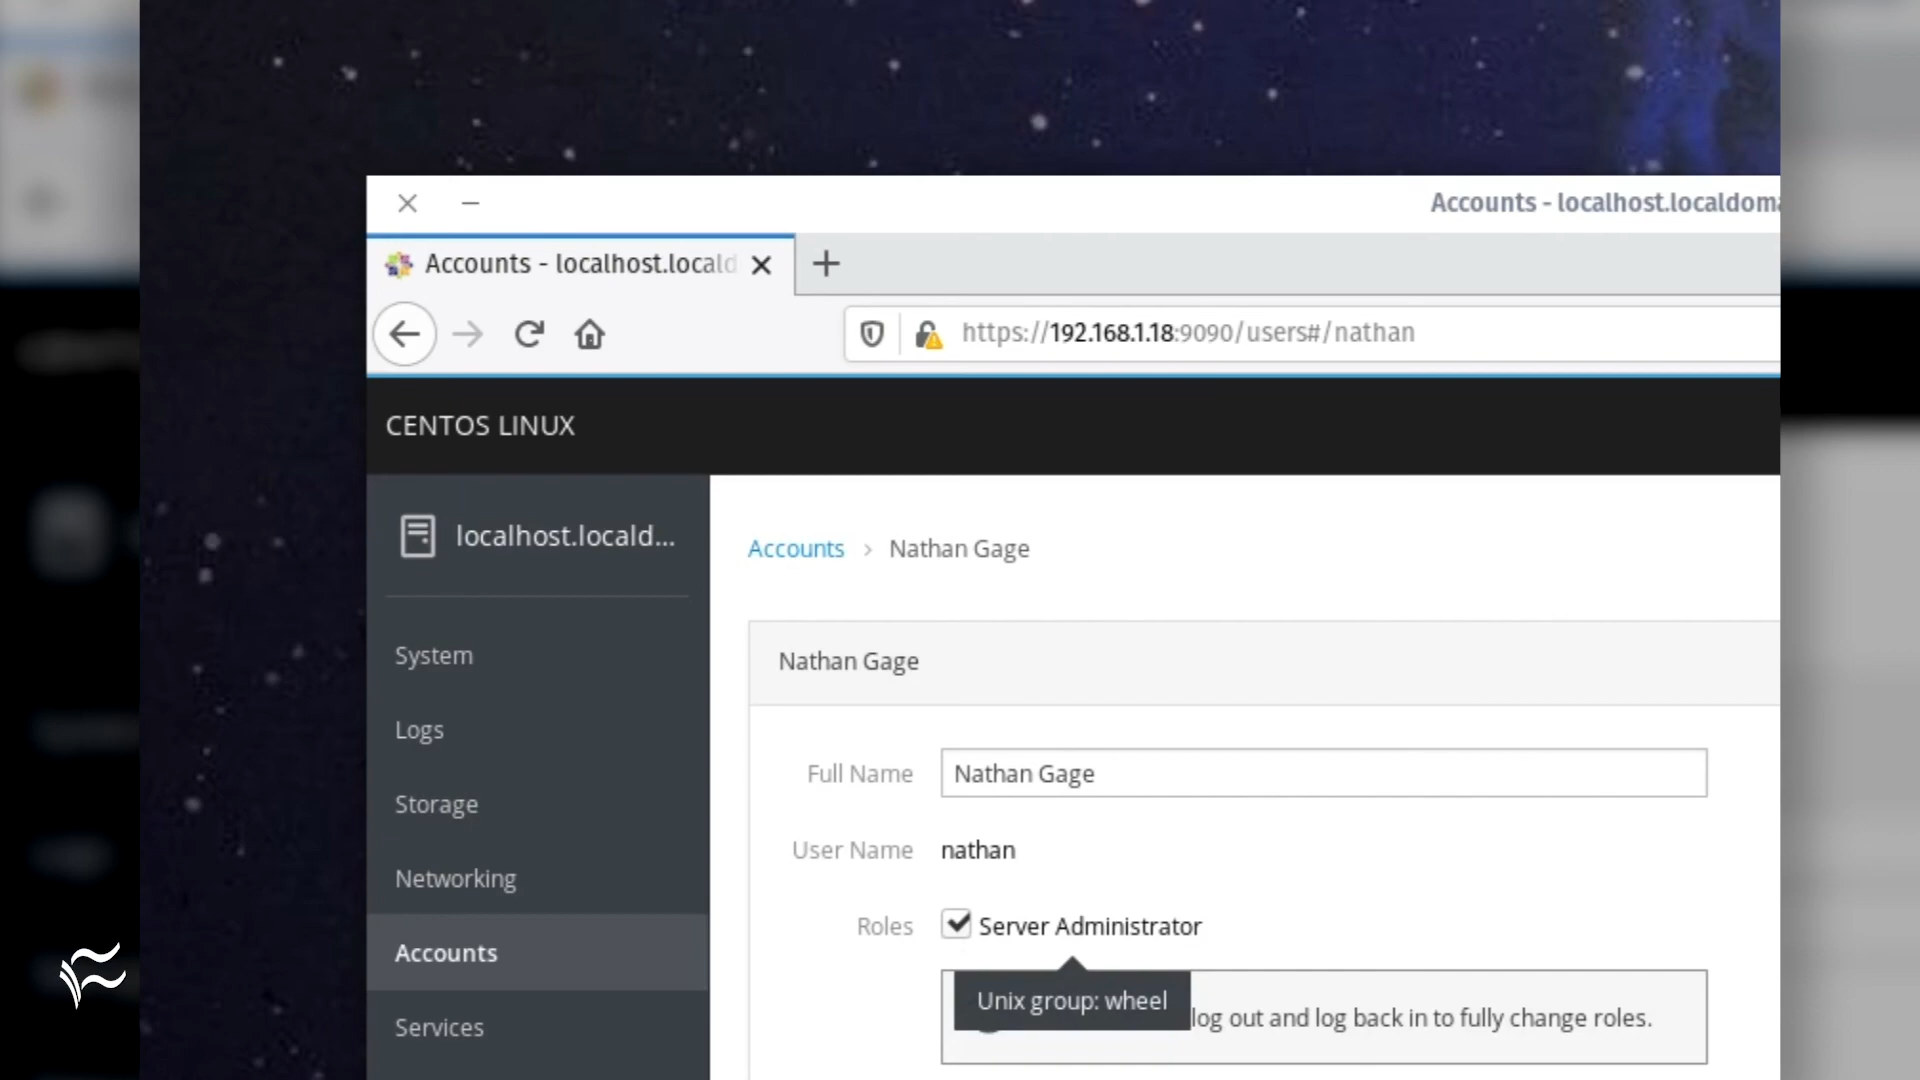 Accounts - localhost.localdoma
Accounts - localhost.locald
https://192.168.1.18:9090/users#/nathan
CENTOS LINUX
localhost.locald...
Accounts > Nathan Gage
System
Nathan Gage
Logs
Full Name Nathan Gage
Storage
User Name nathan
Networking
Roles Server Administrator
Accounts
Unix group: wheel
log out and log back in to fully change roles.
Services